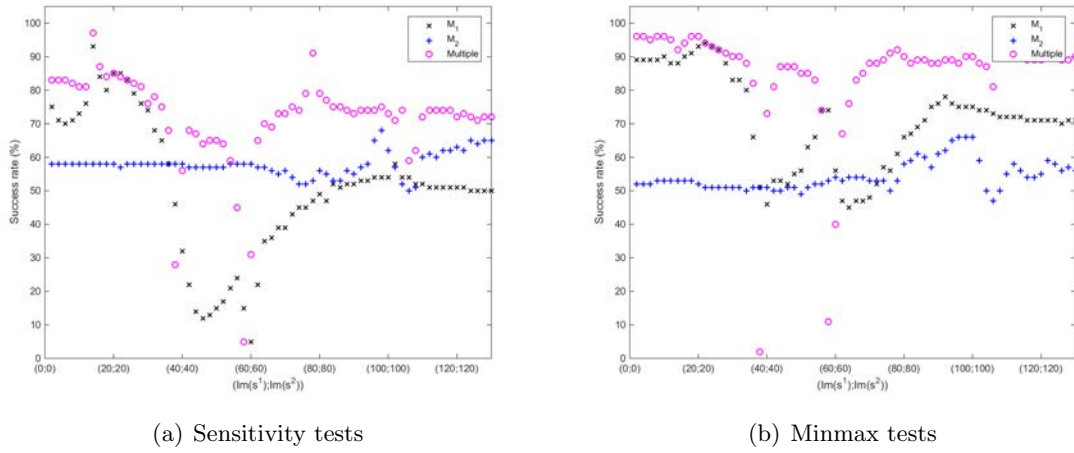 100
90
80
70
60
50
40
30
20
10
0
Success rate (%)
(0;0) (20;20) (40;40) (60;60) (80;80) (100;100) (120;120)
(Im(s¹);Im(s²))
M₁
M₂
Multiple
(a) Sensitivity tests
100
90
80
70
60
50
40
30
20
10
0
Success rate (%)
(0;0) (20;20) (40;40) (60;60) (80;80) (100;100) (120;120)
(Im(s¹);Im(s²))
M₁
M₂
Multiple
(b) Minmax tests